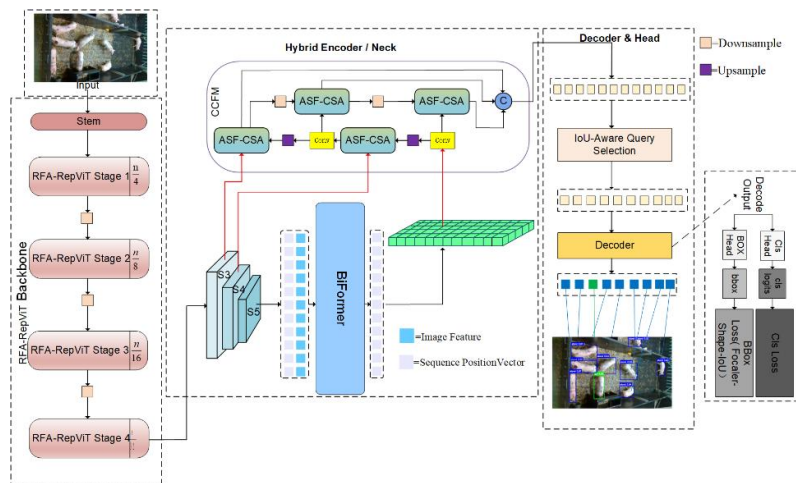 Input
Stem
RFA-RepViT Stage 1 n/4
RFA-RepViT Stage 2 n/8
RFA-RepViT Stage 3 n/16
RFA-RepViT Stage 4
RFA-RepViT Backbone
Hybrid Encoder / Neck
CCFM
ASF-CSA
ASF-CSA
C
ASF-CSA
Conv
ASF-CSA
Conv
S3
S4
S5
BiFormer
=Image Feature
=Sequence PositionVector
Decoder & Head
IoU-Aware Query
Selection
Decoder
=Downsample
=Upsample
Decode
Output
BOX
Head
Cls
Head
bbox
cls
logits
BBox
Loss( Focaler-
Shape-IoU)
Cls Loss